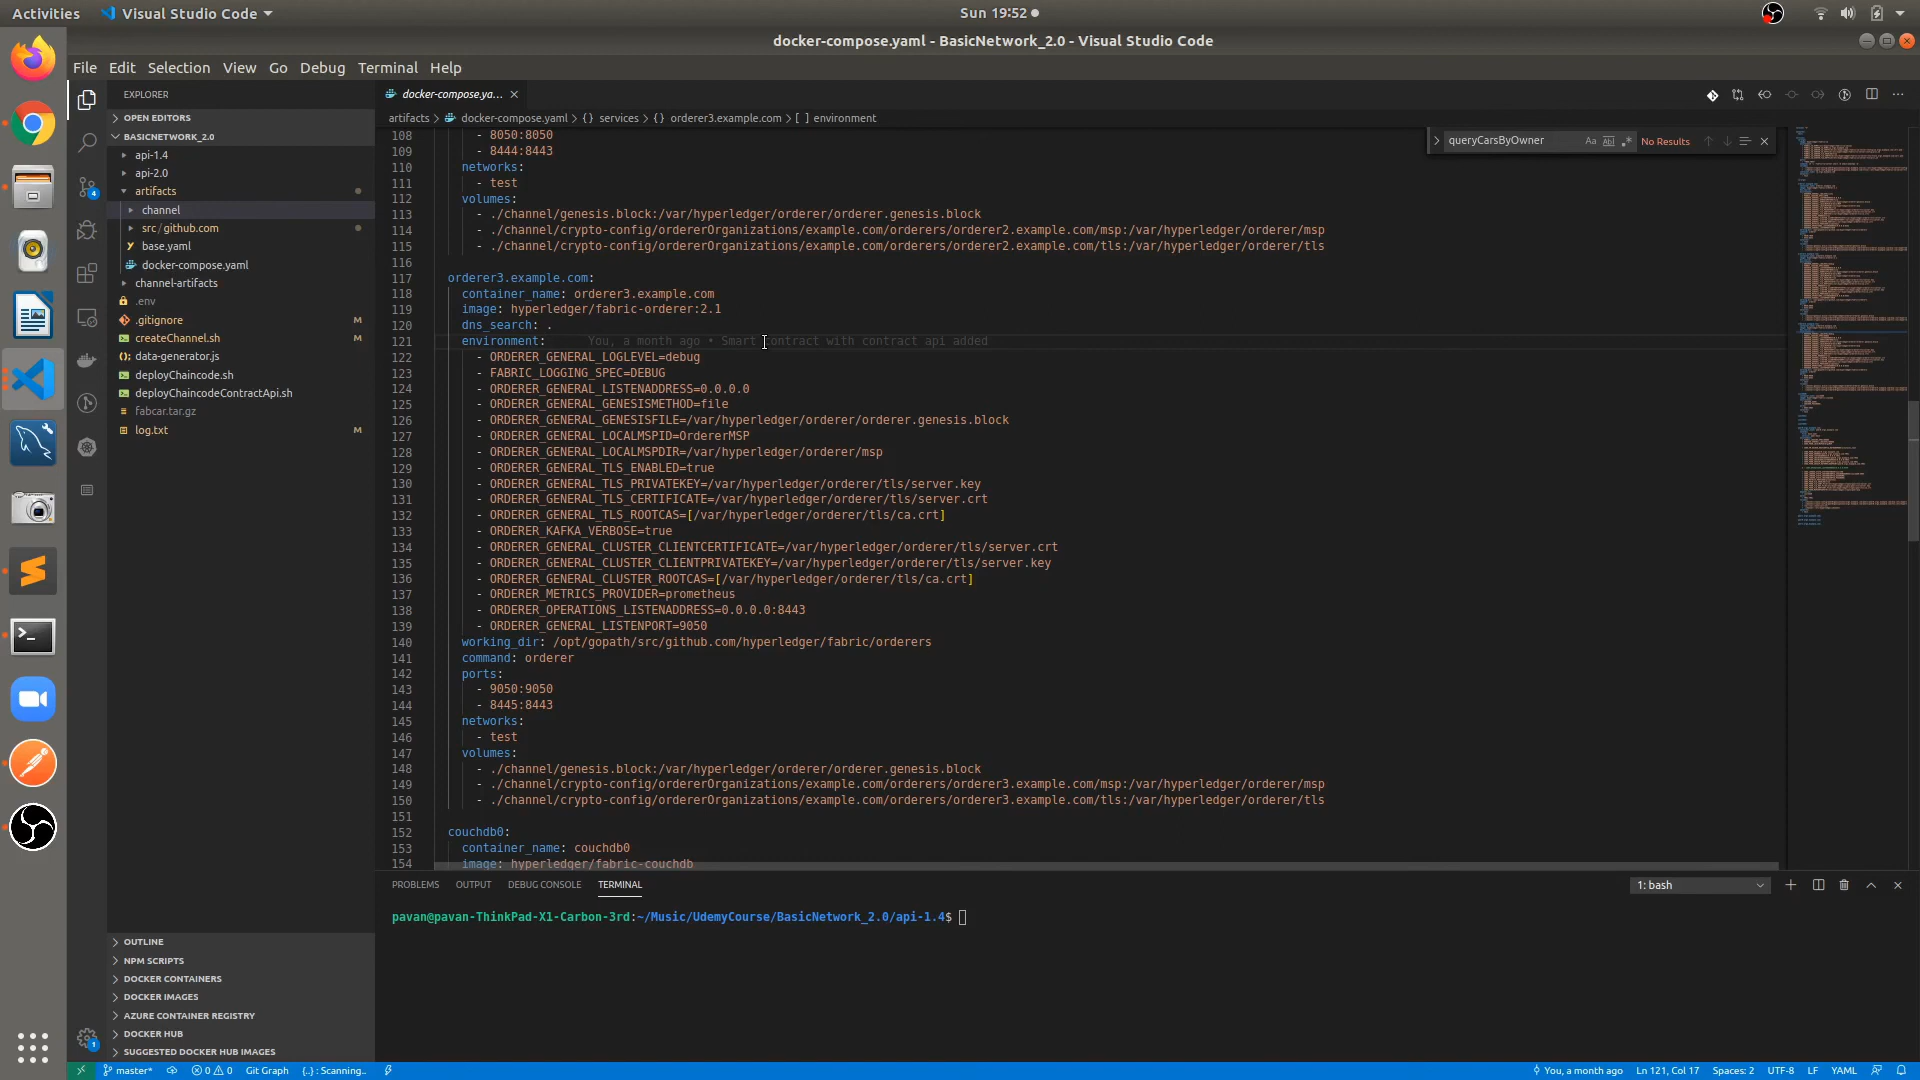 Activities
Visual Studio Code
Sun 19:52
docker-compose.yaml - BasicNetwork_2.0 - Visual Studio Code
File Edit Selection View Go Debug Terminal Help
EXPLORER
OPEN EDITORS
BASICNETWORK_2.0
api-1.4
api-2.0
artifacts
channel
src/github.com
base.yaml
docker-compose.yaml
channel-artifacts
.env
.gitignore M
createChannel.sh M
data-generator.js
deployChaincode.sh
deployChaincodeContractApi.sh
fabcar.tar.gz
log.txt M
OUTLINE
NPM SCRIPTS
DOCKER CONTAINERS
DOCKER IMAGES
AZURE CONTAINER REGISTRY
DOCKER HUB
SUGGESTED DOCKER HUB IMAGES
4
1
docker-compose.ya...
artifacts > docker-compose.yaml > {} services > {} orderer3.example.com > [ ] environment
queryCarsByOwner Aa Abl .* No Results
108 - 8050:8050
109 - 8444:8443
110 networks:
111 - test
112 volumes:
113 - ./channel/genesis.block:/var/hyperledger/orderer/orderer.genesis.block
114 - ./channel/crypto-config/ordererOrganizations/example.com/orderers/orderer2.example.com/msp:/var/hyperledger/orderer/msp
115 - ./channel/crypto-config/ordererOrganizations/example.com/orderers/orderer2.example.com/tls:/var/hyperledger/orderer/tls
116
117 orderer3.example.com:
118 container_name: orderer3.example.com
119 image: hyperledger/fabric-orderer:2.1
120 dns_search: .
121 environment: You, a month ago • Smart contract with contract api added
122 - ORDERER_GENERAL_LOGLEVEL=debug
123 - FABRIC_LOGGING_SPEC=DEBUG
124 - ORDERER_GENERAL_LISTENADDRESS=0.0.0.0
125 - ORDERER_GENERAL_GENESISMETHOD=file
126 - ORDERER_GENERAL_GENESISFILE=/var/hyperledger/orderer/orderer.genesis.block
127 - ORDERER_GENERAL_LOCALMSPID=OrdererMSP
128 - ORDERER_GENERAL_LOCALMSPDIR=/var/hyperledger/orderer/msp
129 - ORDERER_GENERAL_TLS_ENABLED=true
130 - ORDERER_GENERAL_TLS_PRIVATEKEY=/var/hyperledger/orderer/tls/server.key
131 - ORDERER_GENERAL_TLS_CERTIFICATE=/var/hyperledger/orderer/tls/server.crt
132 - ORDERER_GENERAL_TLS_ROOTCAS=[/var/hyperledger/orderer/tls/ca.crt]
133 - ORDERER_KAFKA_VERBOSE=true
134 - ORDERER_GENERAL_CLUSTER_CLIENTCERTIFICATE=/var/hyperledger/orderer/tls/server.crt
135 - ORDERER_GENERAL_CLUSTER_CLIENTPRIVATEKEY=/var/hyperledger/orderer/tls/server.key
136 - ORDERER_GENERAL_CLUSTER_ROOTCAS=[/var/hyperledger/orderer/tls/ca.crt]
137 - ORDERER_METRICS_PROVIDER=prometheus
138 - ORDERER_OPERATIONS_LISTENADDRESS=0.0.0.0:8443
139 - ORDERER_GENERAL_LISTENPORT=9050
140 working_dir: /opt/gopath/src/github.com/hyperledger/fabric/orderers
141 command: orderer
142 ports:
143 - 9050:9050
144 - 8445:8443
145 networks:
146 - test
147 volumes:
148 - ./channel/genesis.block:/var/hyperledger/orderer/orderer.genesis.block
149 - ./channel/crypto-config/ordererOrganizations/example.com/orderers/orderer3.example.com/msp:/var/hyperledger/orderer/msp
150 - ./channel/crypto-config/ordererOrganizations/example.com/orderers/orderer3.example.com/tls:/var/hyperledger/orderer/tls
151
152 couchdb0:
153 container_name: couchdb0
154 image: hyperledger/fabric-couchdb
PROBLEMS OUTPUT DEBUG CONSOLE TERMINAL
1: bash
pavan@pavan-ThinkPad-X1-Carbon-3rd:~/Music/UdemyCourse/BasicNetwork_2.0/api-1.4$
master* 0 0 Git Graph {..} : Scanning..
You, a month ago Ln 121, Col 17 Spaces: 2 UTF-8 LF YAML